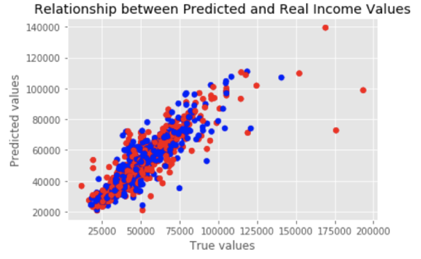 Relationship between Predicted and Real Income Values
140000
120000
100000
80000
60000
40000
20000
Predicted values
25000 50000 75000 100000 125000 150000 175000 200000
True values